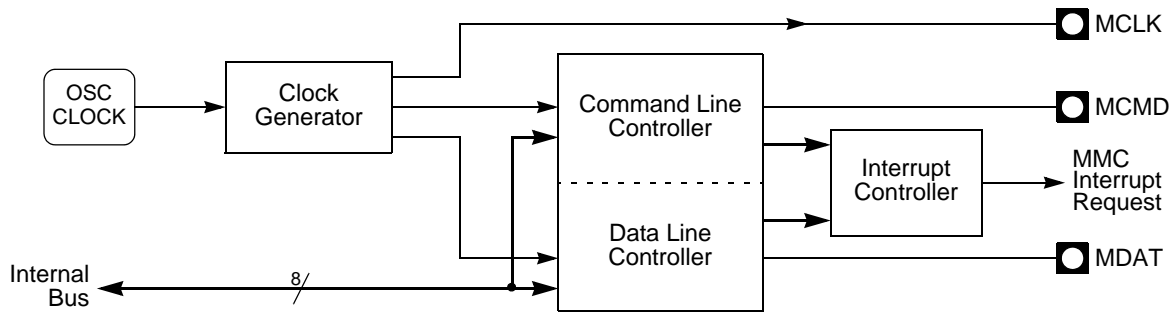 MCLK
OSC
CLOCK
Clock
Generator
Command Line
Controller
MCMD
Interrupt
Controller
MMC
Interrupt
Request
Data Line
Controller
MDAT
Internal
Bus
8